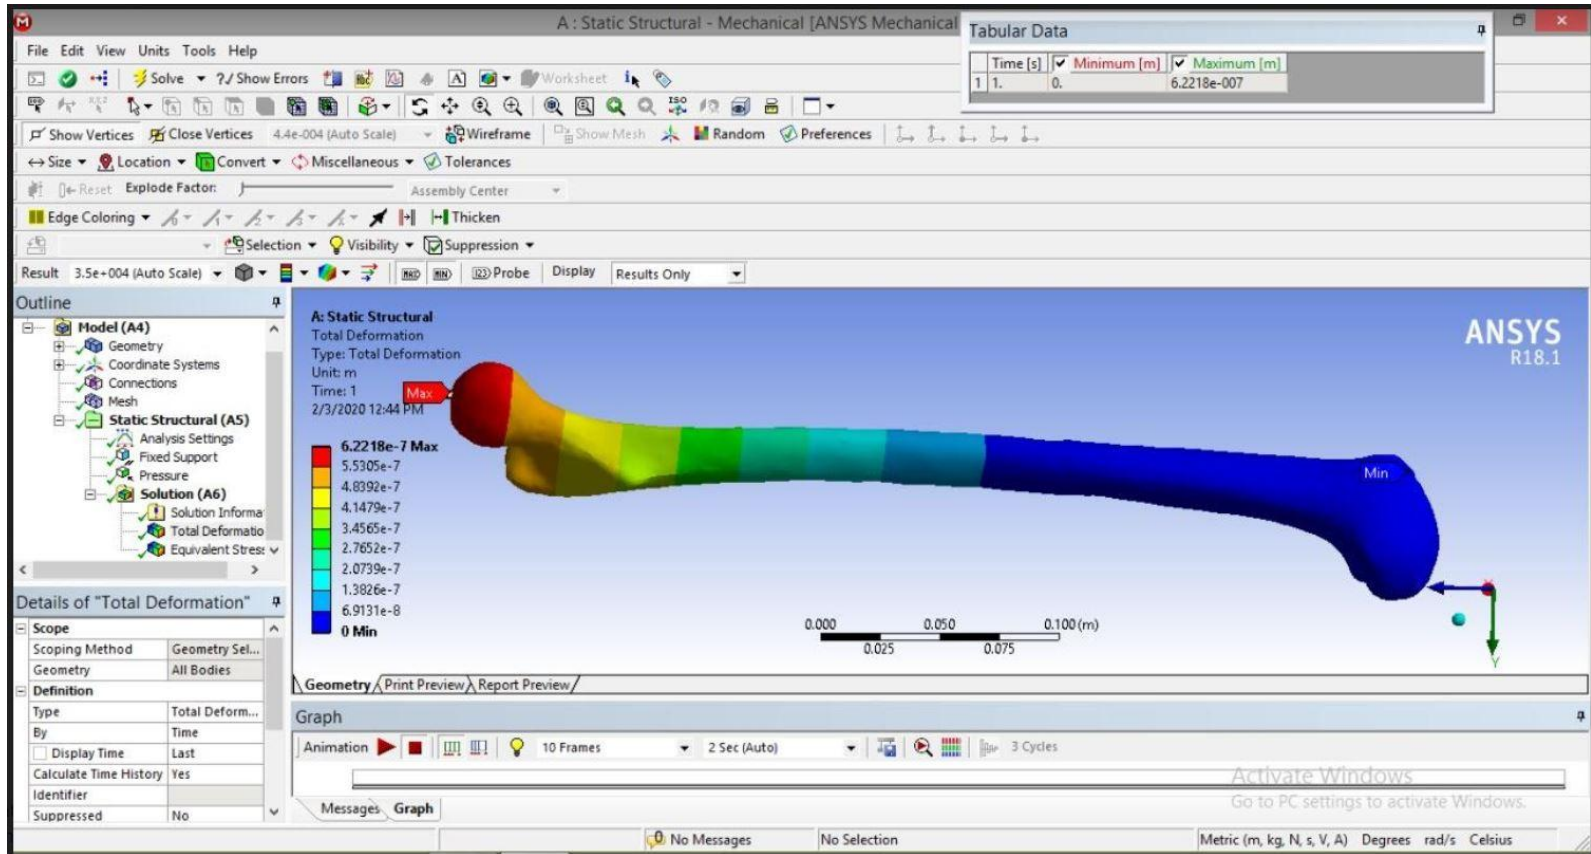 A : Static Structural - Mechanical [ANSYS Mechanical
Tabular Data
Time [s] Minimum [m] Maximum [m]
1 1. 0. 6.2218e-007
File Edit View Units Tools Help
Solve ?/ Show Errors A Worksheet
ISO
Show Vertices Close Vertices 4.4e-004 (Auto Scale) Wireframe Show Mesh Random Preferences
Size Location Convert Miscellaneous Tolerances
Reset Explode Factor: Assembly Center
Edge Coloring Thicken
Selection Visibility Suppression
Result 3.5e+004 (Auto Scale) MAX MIN Probe Display Results Only
Outline
Model (A4)
Geometry
Coordinate Systems
Connections
Mesh
Static Structural (A5)
Analysis Settings
Fixed Support
Pressure
Solution (A6)
Solution Informa
Total Deformatio
Equivalent Stres
Details of "Total Deformation"
Scope
Scoping Method Geometry Sel...
Geometry All Bodies
Definition
Type Total Deform...
By Time
Display Time Last
Calculate Time History Yes
Identifier
Suppressed No
A: Static Structural
Total Deformation
Type: Total Deformation
Unit: m
Time: 1
2/3/2020 12:44 PM
Max
6.2218e-7 Max
5.5305e-7
4.8392e-7
4.1479e-7
3.4565e-7
2.7652e-7
2.0739e-7
1.3826e-7
6.9131e-8
0 Min
ANSYS
R18.1
Min
0.000 0.050 0.100 (m)
0.025 0.075
X
Y
Geometry Print Preview Report Preview
Graph
Animation 10 Frames 2 Sec (Auto) 3 Cycles
Activate Windows
Go to PC settings to activate Windows.
Messages Graph
No Messages No Selection Metric (m, kg, N, s, V, A) Degrees rad/s Celsius